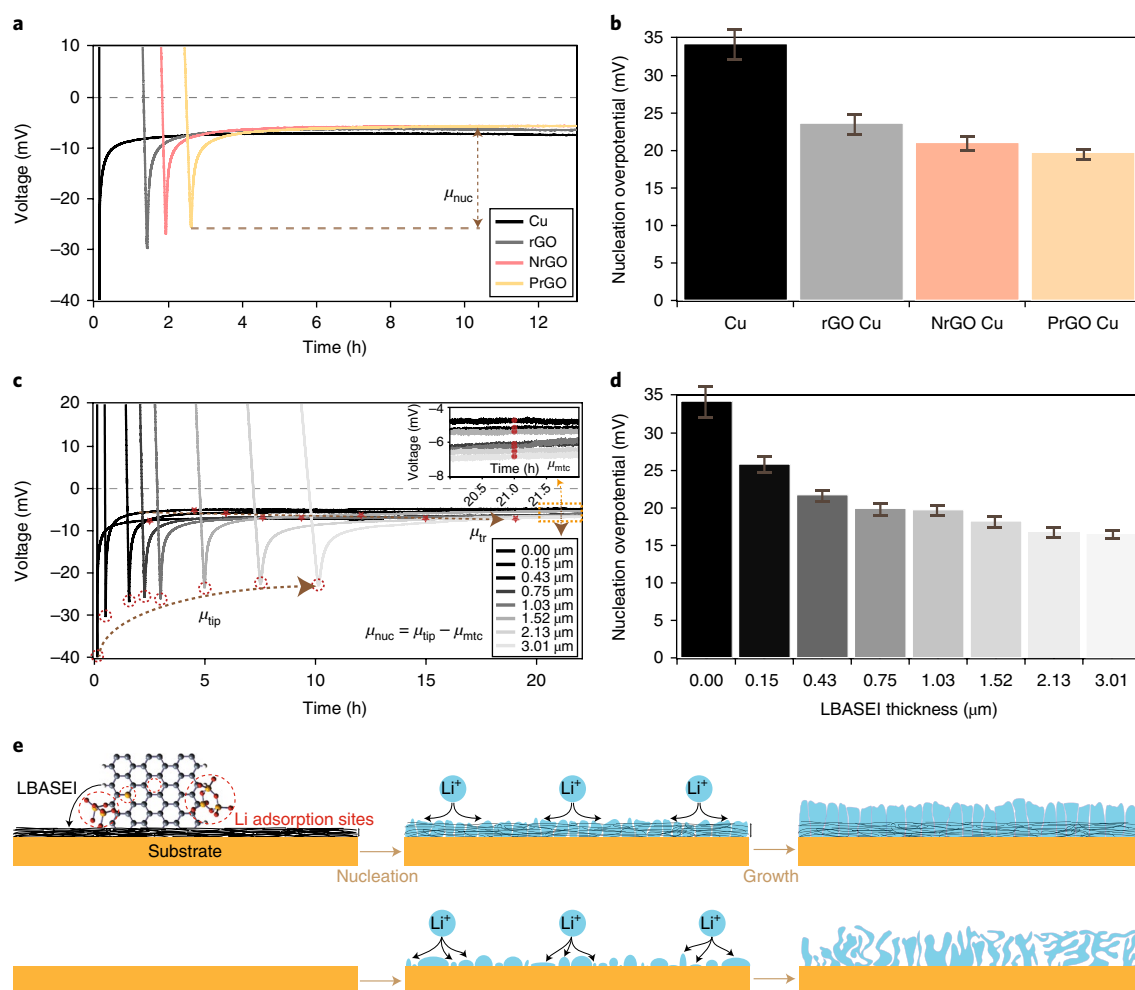 a
10
0
−10
−20
−30
−40
Voltage (mV)
0
2
4
6
8
10
12
Time (h)
μnuc
Cu
rGO
NrGO
PrGO
b
35
30
25
20
15
10
5
0
Nucleation overpotential (mV)
Cu
rGO Cu
NrGO Cu
PrGO Cu
c
20
10
0
−10
−20
−30
−40
Voltage (mV)
0
5
10
15
20
Time (h)
−4
−6
−8
Voltage (mV)
Time (h)
μmtc
20.5
21.0
21.5
μtr
μtip
μnuc = μtip − μmtc
0.00 μm
0.15 μm
0.43 μm
0.75 μm
1.03 μm
1.52 μm
2.13 μm
3.01 μm
d
35
30
25
20
15
10
5
0
Nucleation overpotential (mV)
0.00
0.15
0.43
0.75
1.03
1.52
2.13
3.01
LBASEI thickness (μm)
e
LBASEI
Li adsorption sites
Substrate
Li+
Li+
Li+
Nucleation
Growth
Li+
Li+
Li+